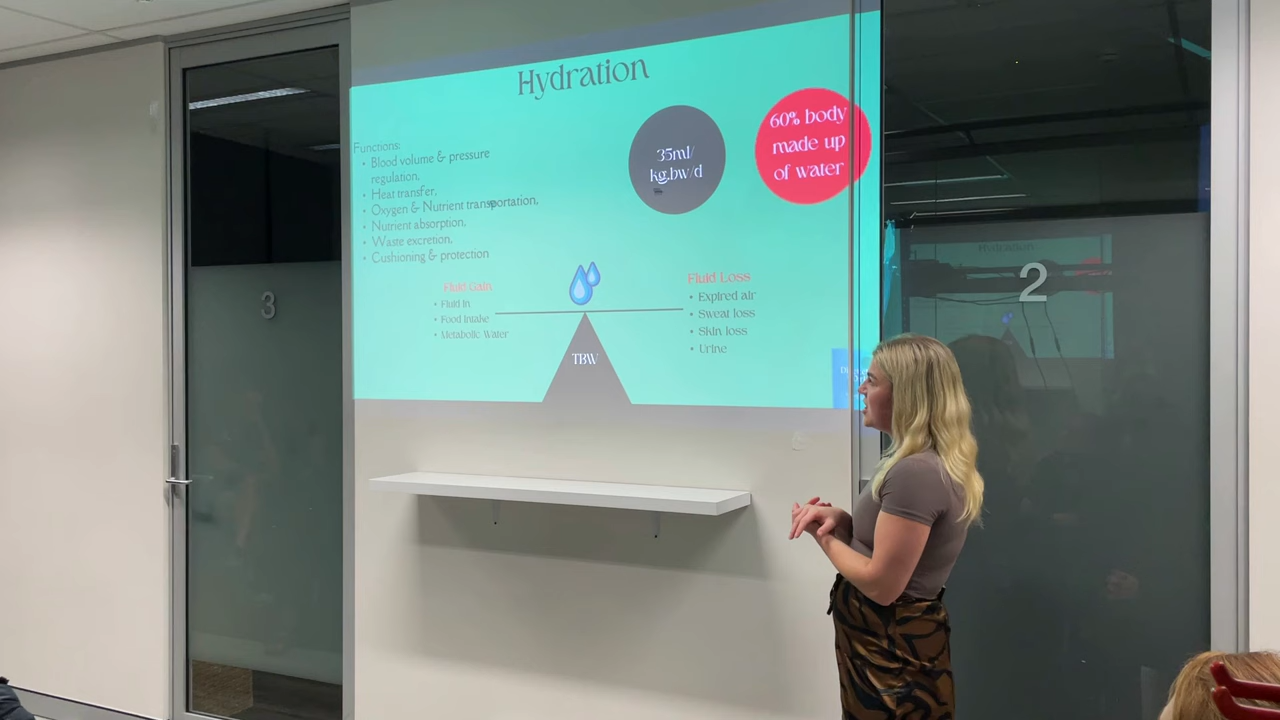 Hydration
Functions:
• Blood volume & pressure
regulation,
• Heat transfer,
• Oxygen & Nutrient transportation,
• Nutrient absorption,
• Waste excretion,
• Cushioning & protection
35ml/
kg.bw/d
60% body
made up
of water
Fluid Gain
• Fluid in
• Food Intake
• Metabolic Water
Fluid Loss
• Expired air
• Sweat loss
• Skin loss
• Urine
TBW
3
2
Hydration